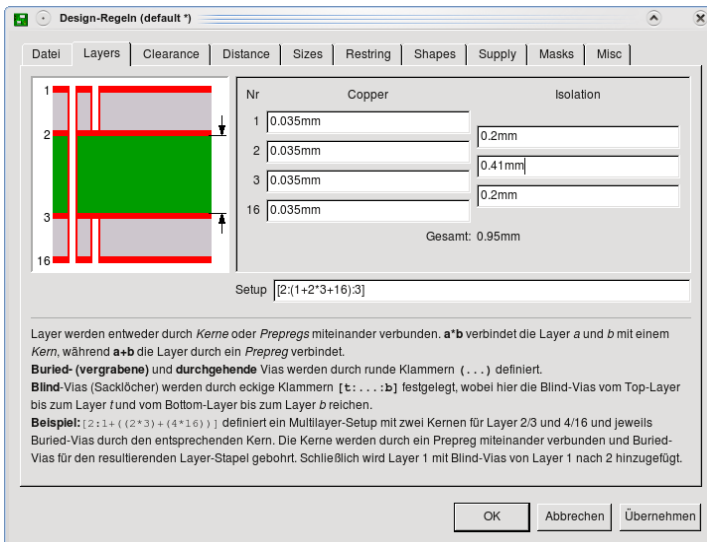 Design-Regeln (default *)
Datei Layers Clearance Distance Sizes Restring Shapes Supply Masks Misc
Nr Copper Isolation
1
1 0.035mm
0.2mm
2
2 0.035mm
0.41mm
3 0.035mm
0.2mm
3
16 0.035mm
Gesamt: 0.95mm
16
Setup [2:(1+2*3+16):3]
Layer werden entweder durch Kerne oder Prepregs miteinander verbunden. a*b verbindet die Layer a und b mit einem
Kern, während a+b die Layer durch ein Prepreg verbindet.
Buried- (vergrabene) und durchgehende Vias werden durch runde Klammern (...) definiert.
Blind-Vias (Sacklöcher) werden durch eckige Klammern [t:...:b] festgelegt, wobei hier die Blind-Vias vom Top-Layer
bis zum Layer t und vom Bottom-Layer bis zum Layer b reichen.
Beispiel: [2:1+((2*3)+(4*16))] definiert ein Multilayer-Setup mit zwei Kernen für Layer 2/3 und 4/16 und jeweils
Buried-Vias durch den entsprechenden Kern. Die Kerne werden durch ein Prepreg miteinander verbunden und Buried-
Vias für den resultierenden Layer-Stapel gebohrt. Schließlich wird Layer 1 mit Blind-Vias von Layer 1 nach 2 hinzugefügt.
OK Abbrechen Übernehmen